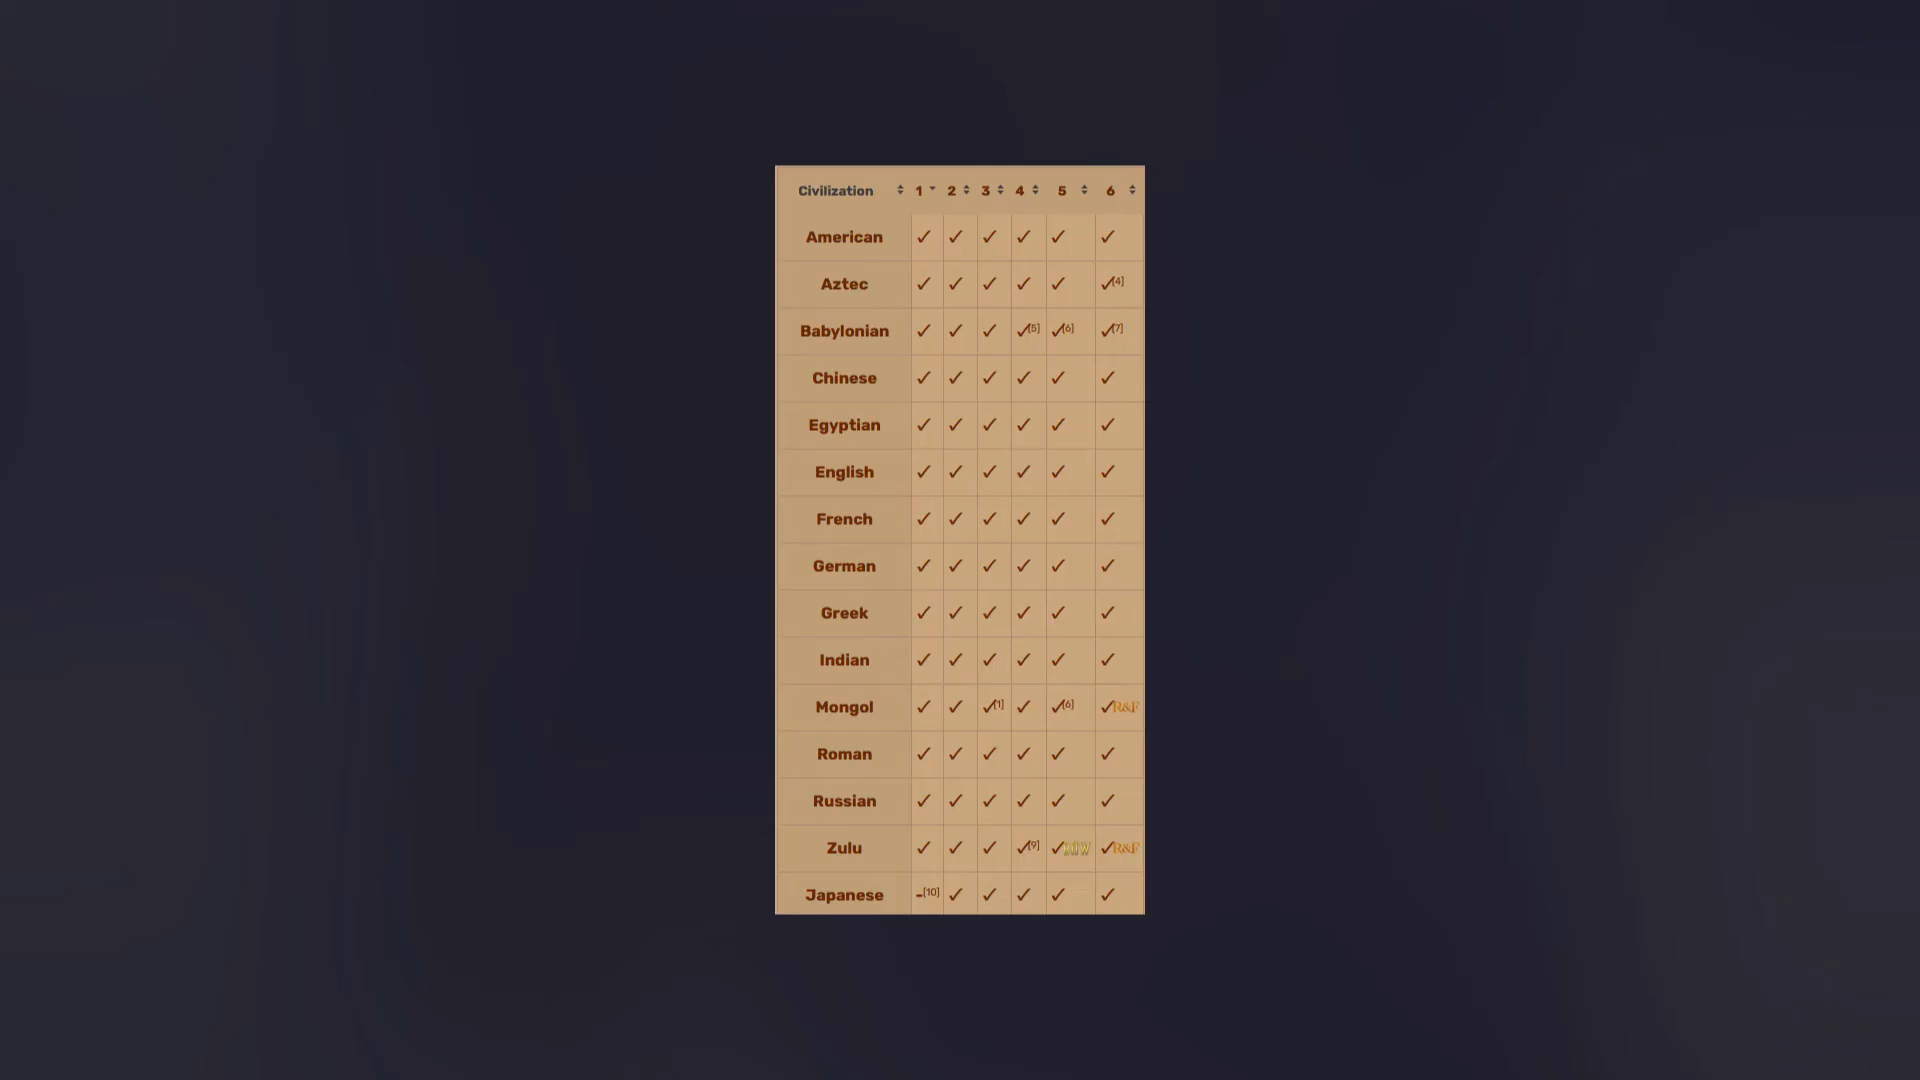 Civilization 1 2 3 4 5 6
American ✓ ✓ ✓ ✓ ✓ ✓
Aztec ✓ ✓ ✓ ✓ ✓ ✓[4]
Babylonian ✓ ✓ ✓ ✓[5] ✓[6] ✓[7]
Chinese ✓ ✓ ✓ ✓ ✓ ✓
Egyptian ✓ ✓ ✓ ✓ ✓ ✓
English ✓ ✓ ✓ ✓ ✓ ✓
French ✓ ✓ ✓ ✓ ✓ ✓
German ✓ ✓ ✓ ✓ ✓ ✓
Greek ✓ ✓ ✓ ✓ ✓ ✓
Indian ✓ ✓ ✓ ✓ ✓ ✓
Mongol ✓ ✓ ✓[1] ✓ ✓[6] ✓R&F
Roman ✓ ✓ ✓ ✓ ✓ ✓
Russian ✓ ✓ ✓ ✓ ✓ ✓
Zulu ✓ ✓ ✓ ✓[9] ✓ ✓R&F
Japanese -[10] ✓ ✓ ✓ ✓ ✓